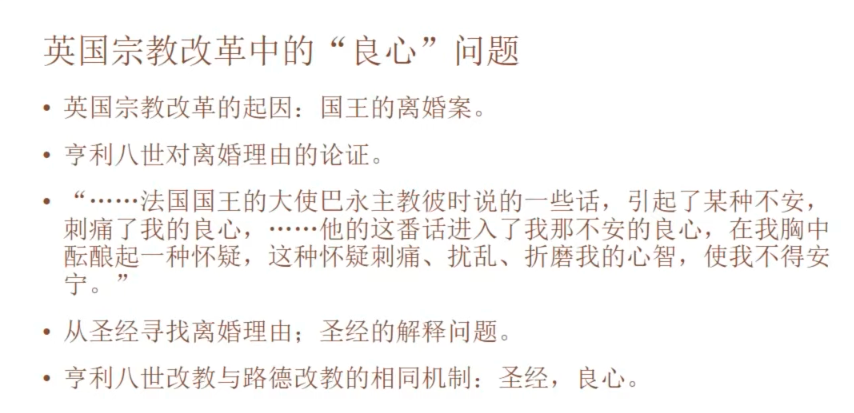 英国宗教改革中的“良心”问题
• 英国宗教改革的起因：国王的离婚案。
• 亨利八世对离婚理由的论证。
• “……法国国王的大使巴永主教彼时说的一些话，引起了某种不安，
刺痛了我的良心，……他的这番话进入了我那不安的良心，在我胸中
酝酿起一种怀疑，这种怀疑刺痛、扰乱、折磨我的心智，使我不得安
宁。”
• 从圣经寻找离婚理由；圣经的解释问题。
• 亨利八世改教与路德改教的相同机制：圣经，良心。